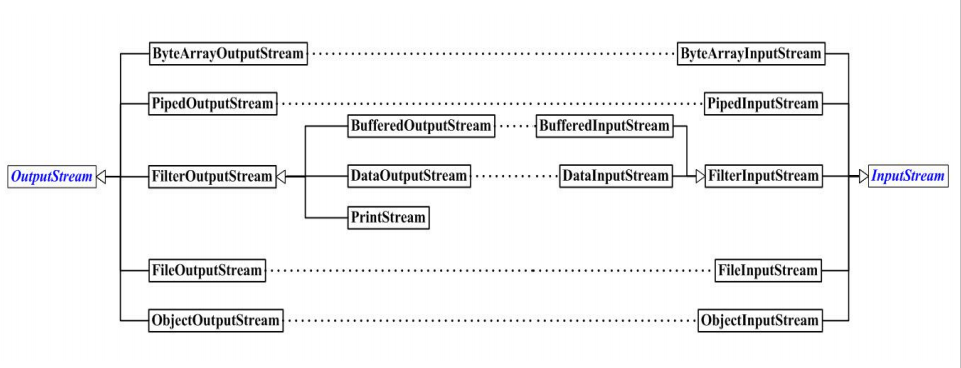 ByteArrayOutputStream
ByteArrayInputStream
PipedOutputStream
PipedInputStream
BufferedOutputStream
BufferedInputStream
OutputStream
FilterOutputStream
DataOutputStream
DataInputStream
FilterInputStream
InputStream
PrintStream
FileOutputStream
FileInputStream
ObjectOutputStream
ObjectInputStream